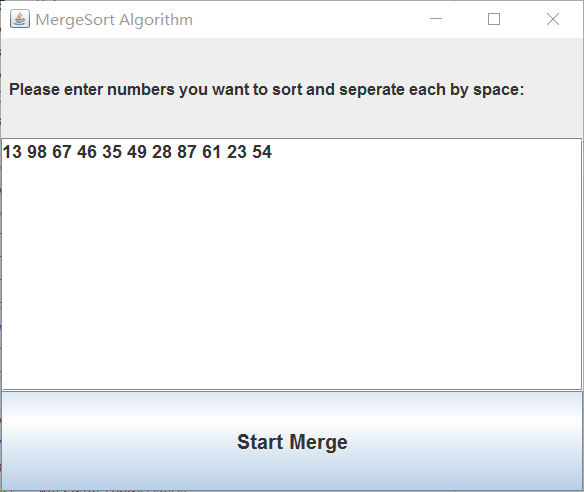 MergeSort Algorithm
Please enter numbers you want to sort and seperate each by space:
13 98 67 46 35 49 28 87 61 23 54
Start Merge